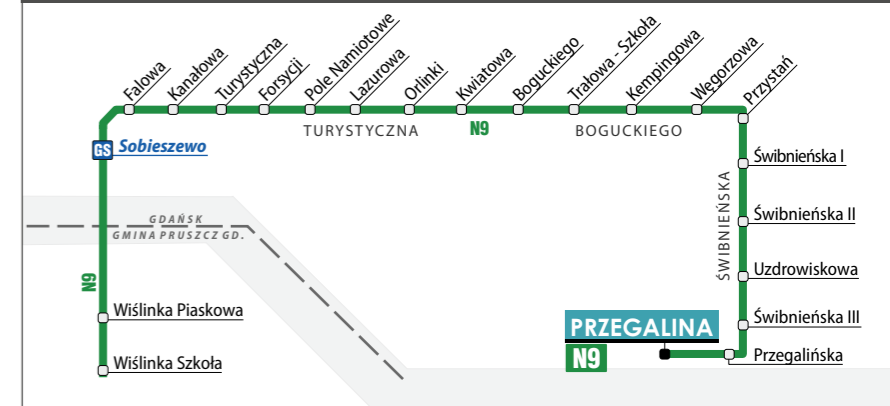 Falowa
Kanałowa
Turystyczna
Forsycji
Pole Namiotowe
Lazurowa
Orlinki
Kwiatowa
Boguckiego
Trałowa - Szkoła
Kempingowa
Węgorzowa
Przystań
TURYSTYCZNA
N9
BOGUCKIEGO
GS Sobieszewo
Świbnieńska I
ŚWIBNIEŃSKA
Świbnieńska II
GDAŃSK
GMINA PRUSZCZ GD.
Uzdrowiskowa
N9
Wiślinka Piaskowa
Świbnieńska III
PRZEGALINA
N9
Przegalińska
Wiślinka Szkoła